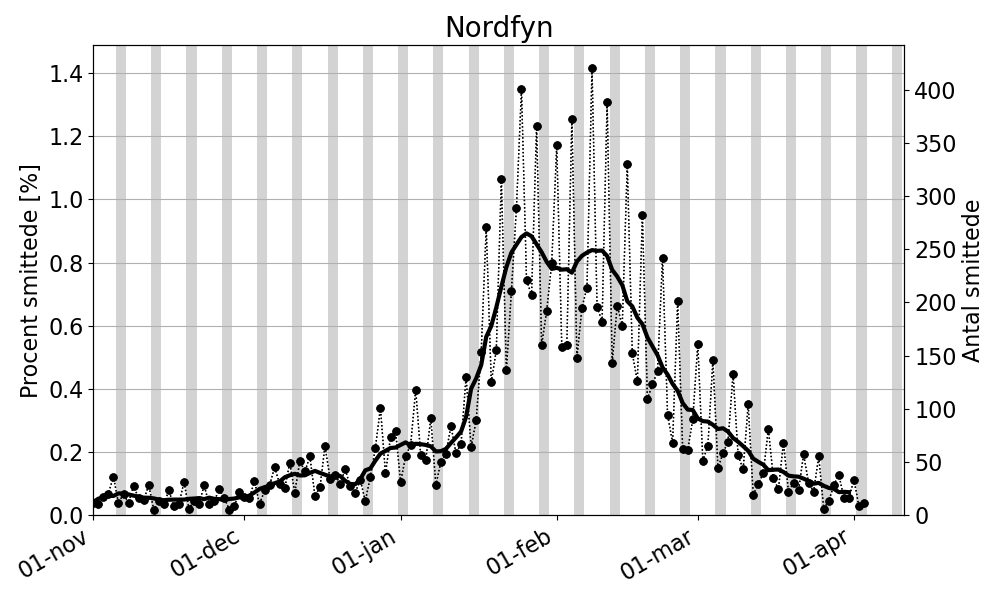 Nordfyn
Procent smittede [%]
1.4
1.2
1.0
0.8
0.6
0.4
0.2
0.0
400
350
300
250
200
150
100
50
0
Antal smittede
01-nov
01-dec
01-jan
01-feb
01-mar
01-apr